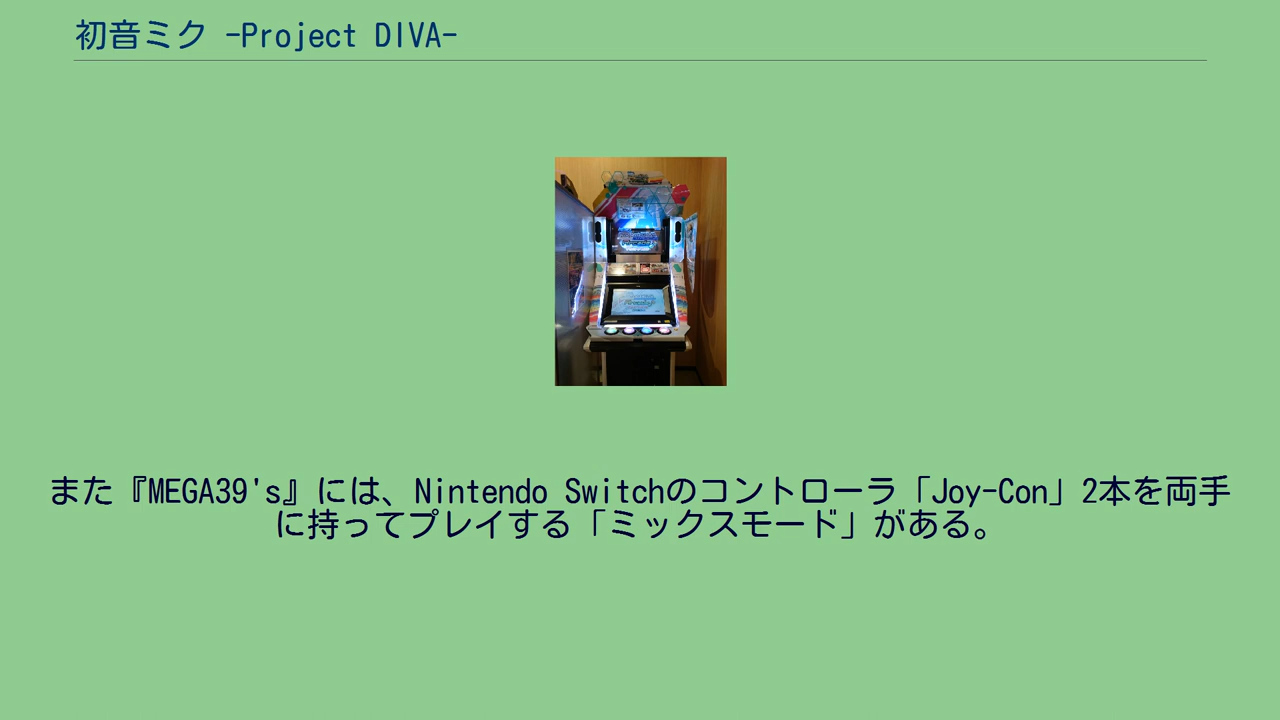 初音ミク -Project DIVA-
また『MEGA39's』には、Nintendo Switchのコントローラ「Joy-Con」2本を両手
に持ってプレイする「ミックスモード」がある。